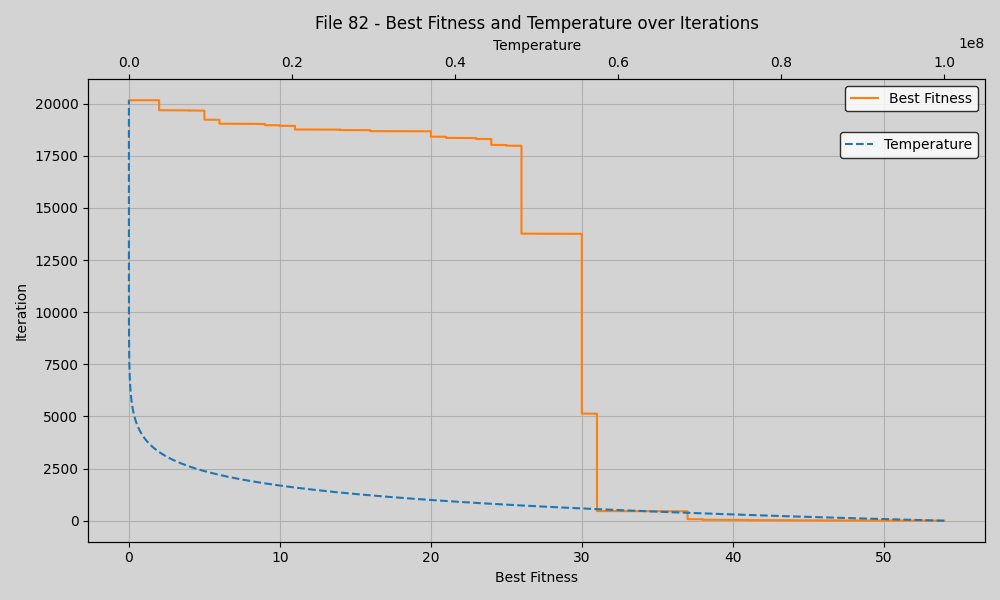 File 82 - Best Fitness and Temperature over Iterations
Temperature
1e8
0.0 0.2 0.4 0.6 0.8 1.0
Best Fitness
Temperature
20000
17500
15000
12500
10000
7500
5000
2500
0
Iteration
0 10 20 30 40 50
Best Fitness